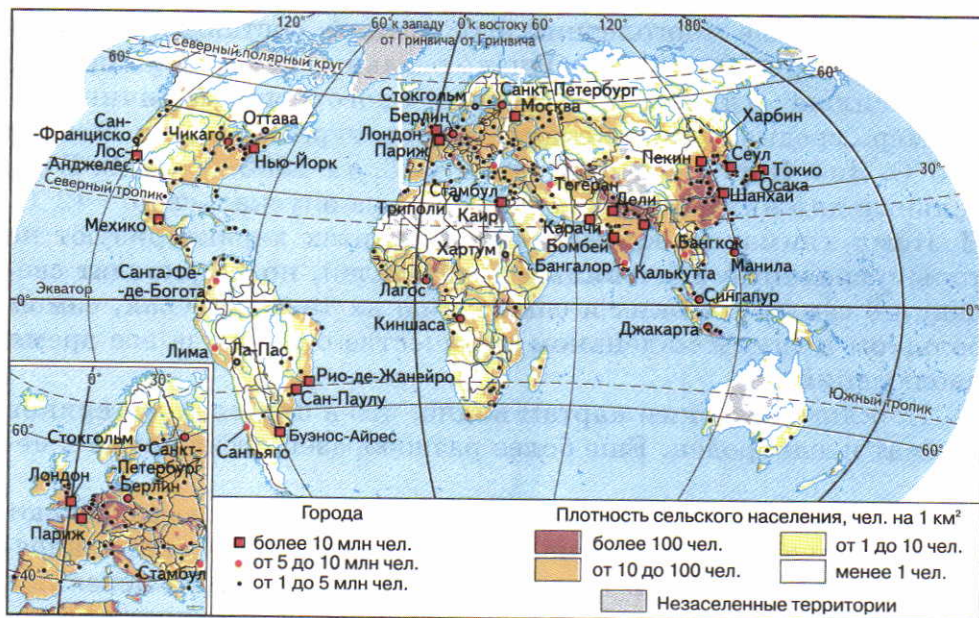 120°
60° к западу
от Гринвича
0° к востоку
от Гринвича
60°
120°
180°
60°
60°
Северный полярный круг
Сан-
-Франциско
Лос-
-Анджелес
Чикаго
Оттава
Нью-Йорк
Стокгольм
Санкт-Петербург
Москва
Берлин
Лондон
Париж
Харбин
Пекин
Сеул
30°
Токио
Осака
Шанхай
Северный тропик
Мехико
Стамбул
Триполи
Каир
Тегеран
Дели
Карачи
Бомбей
Хартум
Бангалор
Калькутта
Бангкок
Манила
Санта-Фе-
-де-Богота
Лагос
Экватор
0°
0°
Сингапур
Киншаса
Джакарта
Лима
Ла-Пас
Рио-де-Жанейро
Сан-Паулу
Южный тропик
Буэнос-Айрес
Сантьяго
60°
0°
30°
60°
Стокгольм
Санкт-
-Петербург
Лондон
Берлин
Париж
40°
Стамбул
Города
более 10 млн чел.
от 5 до 10 млн чел.
от 1 до 5 млн чел.
Плотность сельского населения, чел. на 1 км²
более 100 чел.
от 10 до 100 чел.
от 1 до 10 чел.
менее 1 чел.
Незаселенные территории